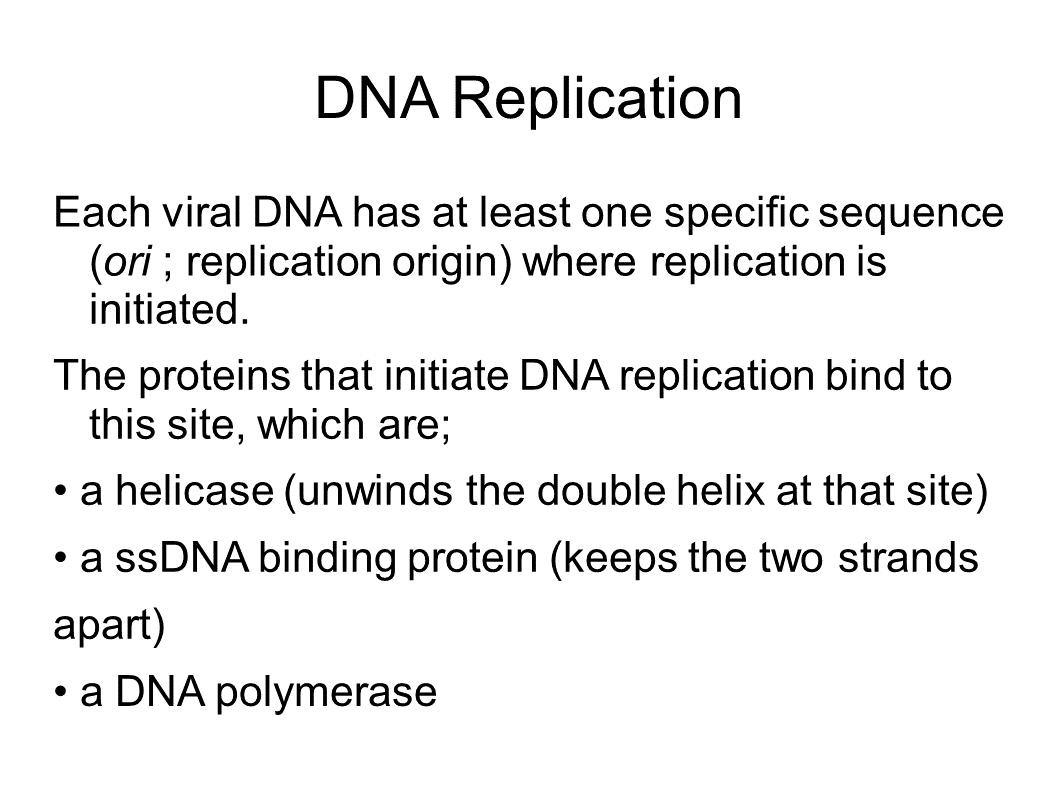 DNA Replication
Each viral DNA has at least one specific sequence
(ori ; replication origin) where replication is
initiated.
The proteins that initiate DNA replication bind to
this site, which are;
• a helicase (unwinds the double helix at that site)
• a ssDNA binding protein (keeps the two strands
apart)
• a DNA polymerase